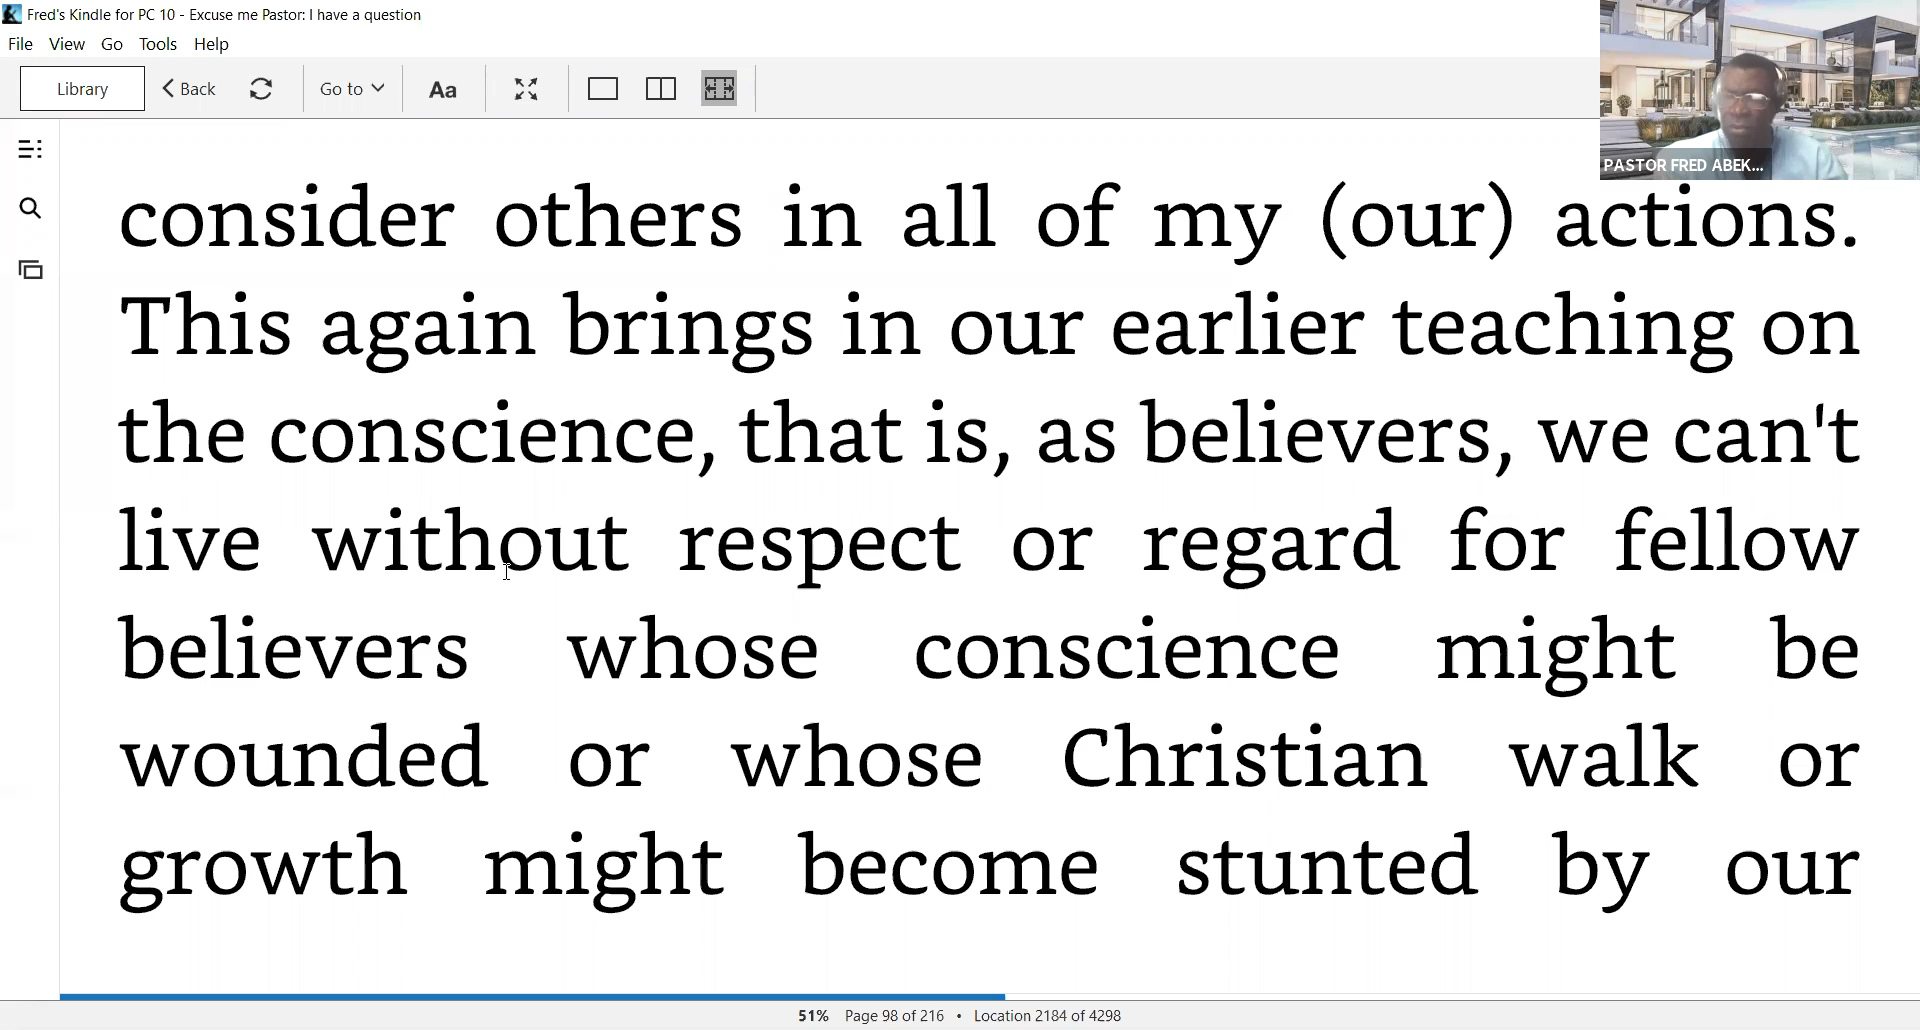 Fred's Kindle for PC 10 - Excuse me Pastor: I have a question
File View Go Tools Help
Library Back Go to Aa
PASTOR FRED ABEK...
consider others in all of my (our) actions.
This again brings in our earlier teaching on
the conscience, that is, as believers, we can't
live without respect or regard for fellow
believers whose conscience might be
wounded or whose Christian walk or
growth might become stunted by our
51% Page 98 of 216 • Location 2184 of 4298